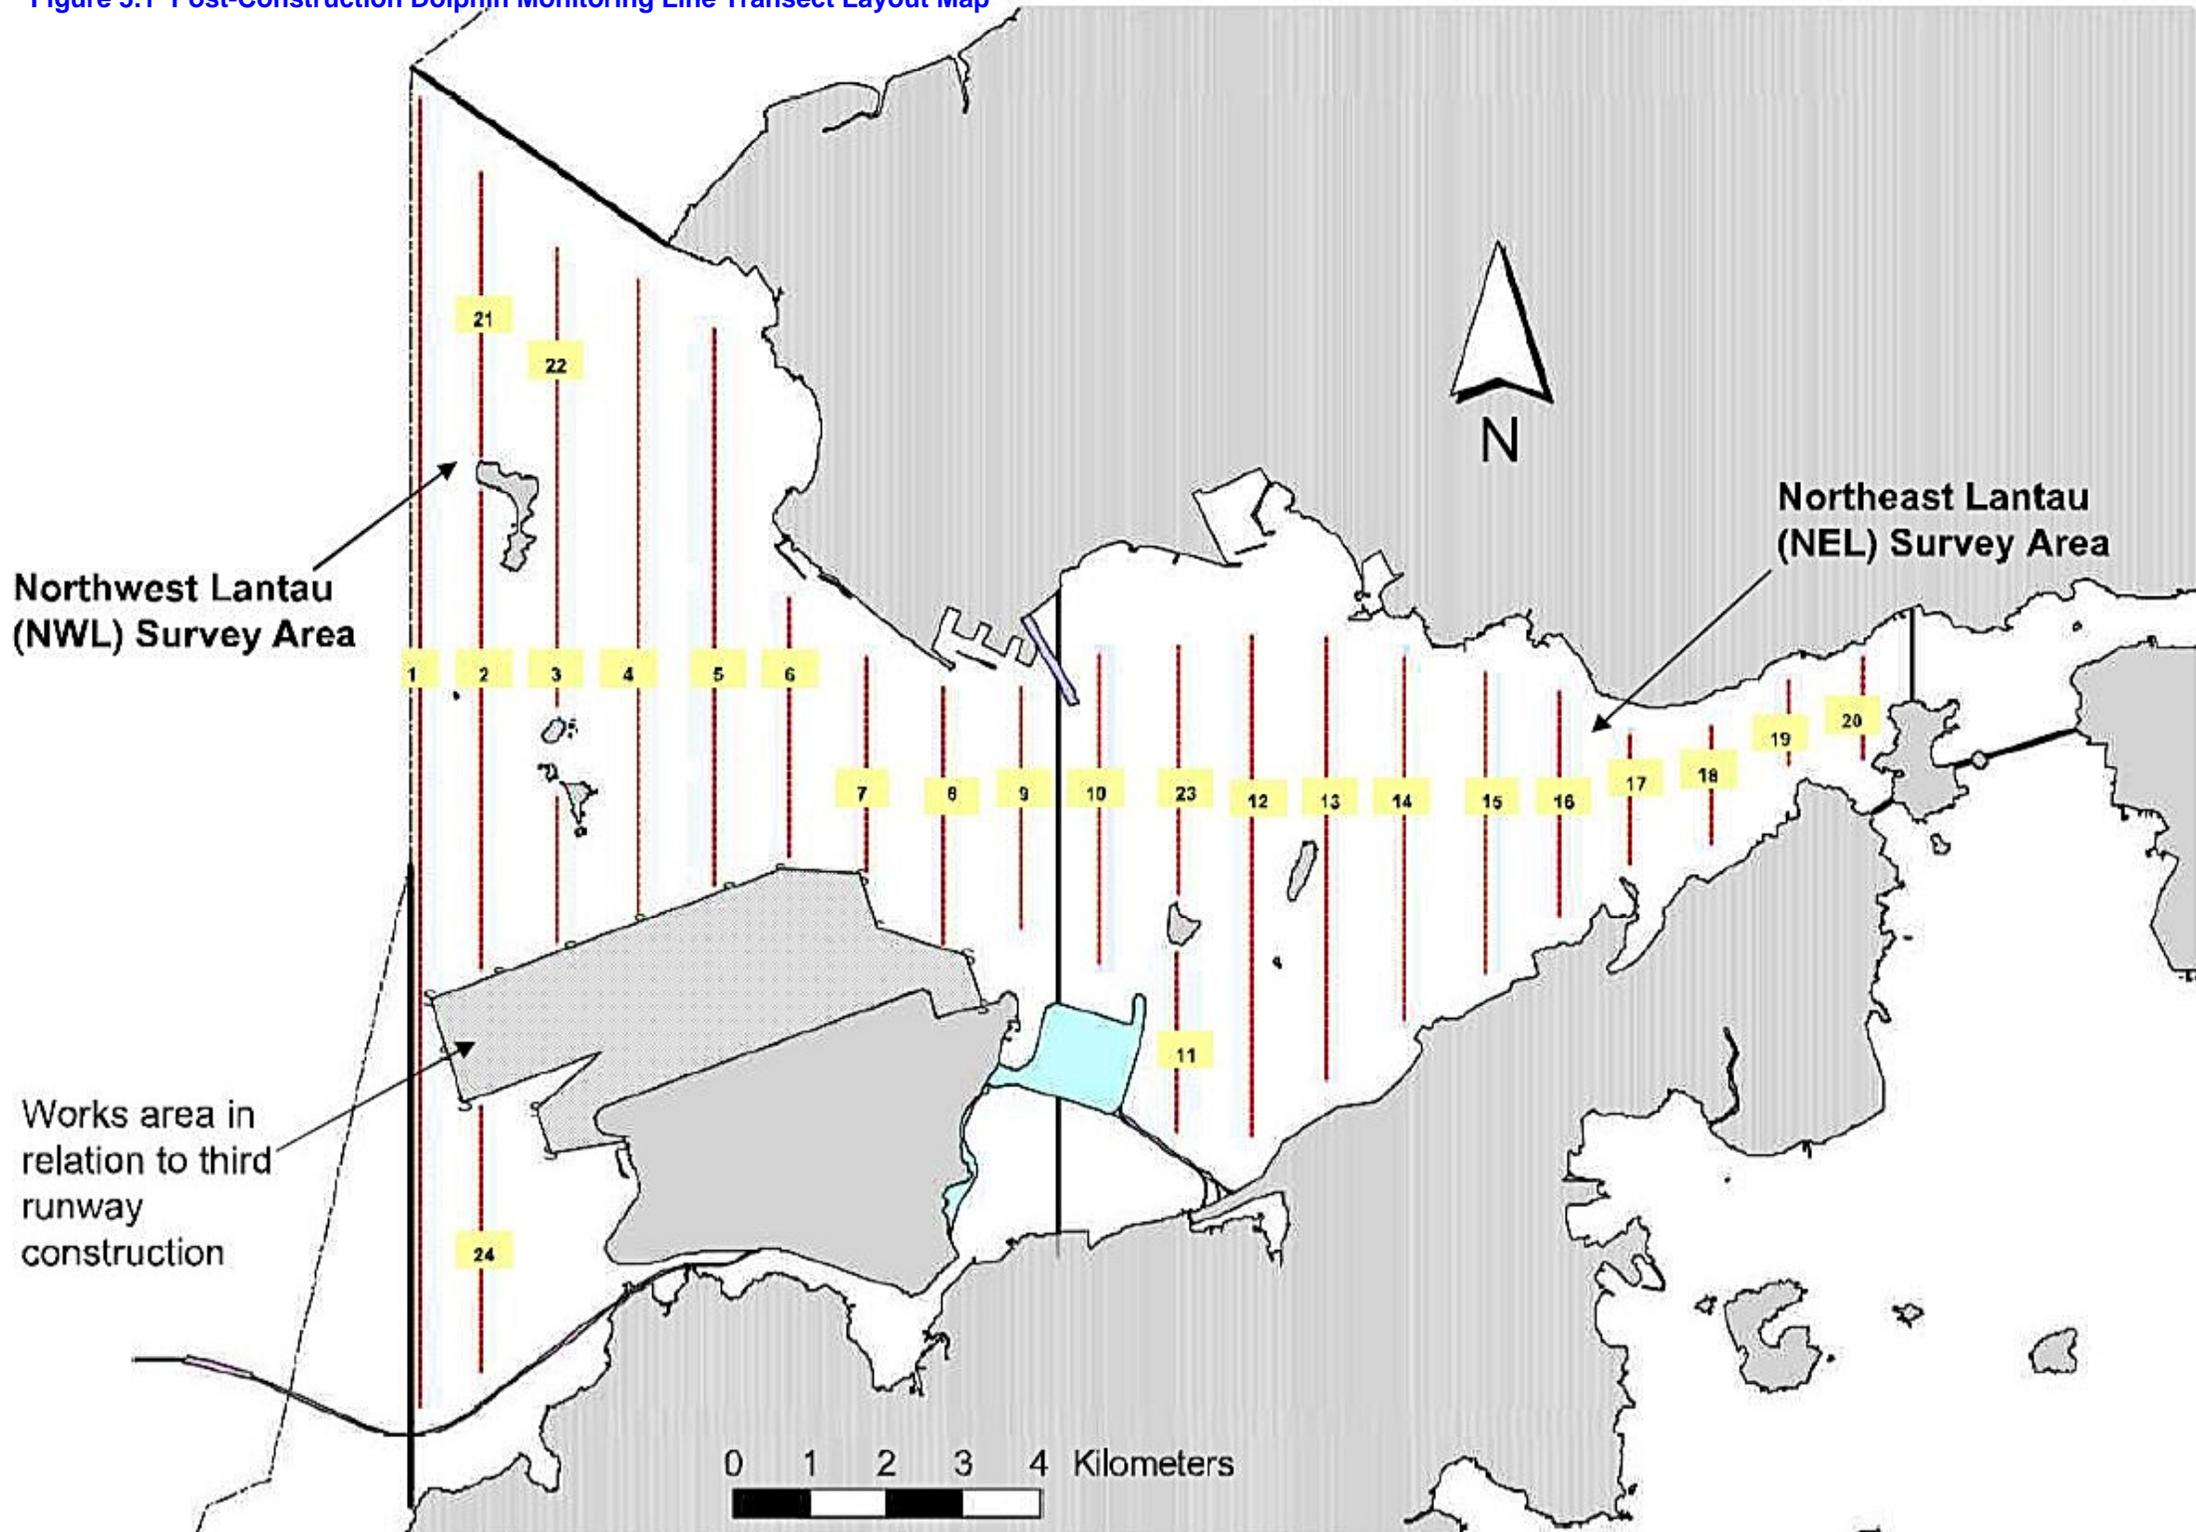 Figure 5.1 Post-Construction Dolphin Monitoring Line Transect Layout Map
21
22
N
Northeast Lantau
(NEL) Survey Area
Northwest Lantau
(NWL) Survey Area
1 2 3 4 5 6
20
19
18
17
7 8 9 10 23 12 13 14 15 16
11
Works area in
relation to third
runway
construction
24
0 1 2 3 4 Kilometers